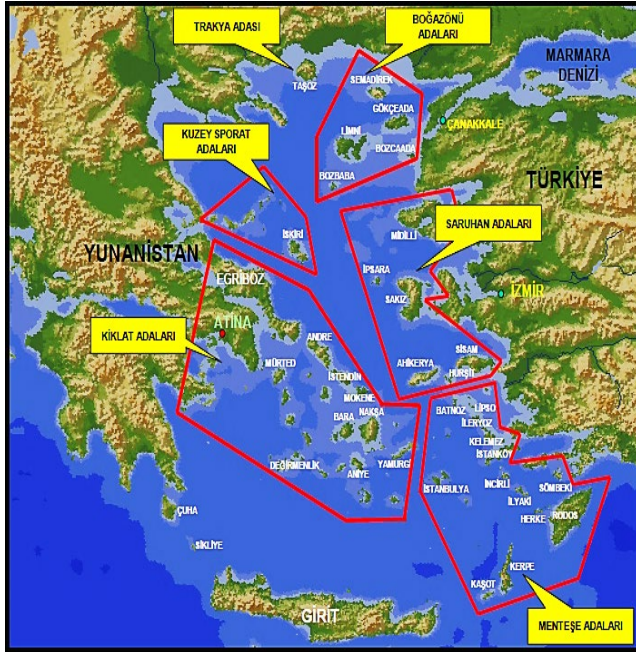 TRAKYA ADASI
BOĞAZÖNÜ
ADALARI
MARMARA
DENİZİ
TAŞOZ
SEMADİREK
GÖKÇEADA
ÇANAKKALE
KUZEY SPORAT
ADALARI
LİMNİ
BOZCAADA
BOZBABA
TÜRKİYE
MİDİLLİ
SARUHAN ADALARI
İSKİRİ
YUNANİSTAN
EGRİBOZ
İPSARA
SAKIZ
İZMİR
ATİNA
KİKLAT ADALARI
ANDRE
SİSAM
MÜRTED
İSTENDİN
AHİKERYA
HURŞİT
MOKENE
BATNOZ
LİPSO
BARA
NAKŞA
İLERYOZ
KELEMEZ
İSTANKÖY
DEĞİRMENLİK
ANİYE
YAMURGİ
İSTANBULYA
İNCİRLİ
SÖMBEKİ
İLYAKİ
ÇUHA
HERKE
RODOS
SİKLİYE
KERPE
KAŞOT
GİRİT
MENTEŞE ADALARI